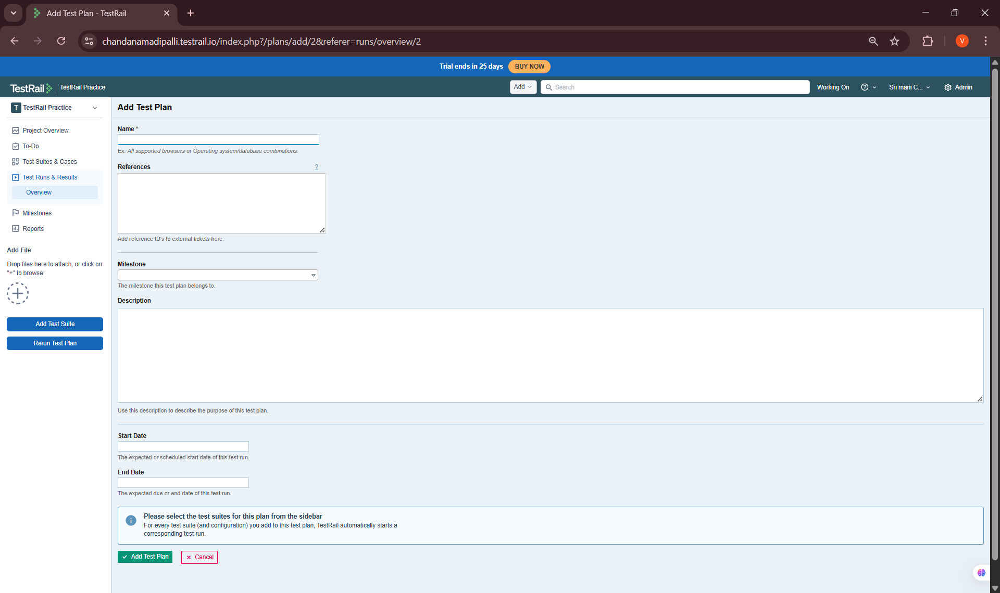 Add Test Plan - TestRail
chandanamadipalli.testrail.io/index.php?/plans/add/2&referer=runs/overview/2
V
Trial ends in 25 days
BUY NOW
TestRail
TestRail Practice
Add
Search
Working On
Sri mani C...
Admin
T
TestRail Practice
Project Overview
To-Do
Test Suites & Cases
Test Runs & Results
Overview
Milestones
Reports
Add File
Drop files here to attach, or click on
"+" to browse
Add Test Suite
Rerun Test Plan
Add Test Plan
Name *
Ex: All supported browsers or Operating system/database combinations.
References
?
Add reference ID's to external tickets here.
Milestone
The milestone this test plan belongs to.
Description
Use this description to describe the purpose of this test plan.
Start Date
The expected or scheduled start date of this test run.
End Date
The expected due or end date of this test run.
Please select the test suites for this plan from the sidebar
For every test suite (and configuration) you add to this test plan, TestRail automatically starts a
corresponding test run.
Add Test Plan
Cancel